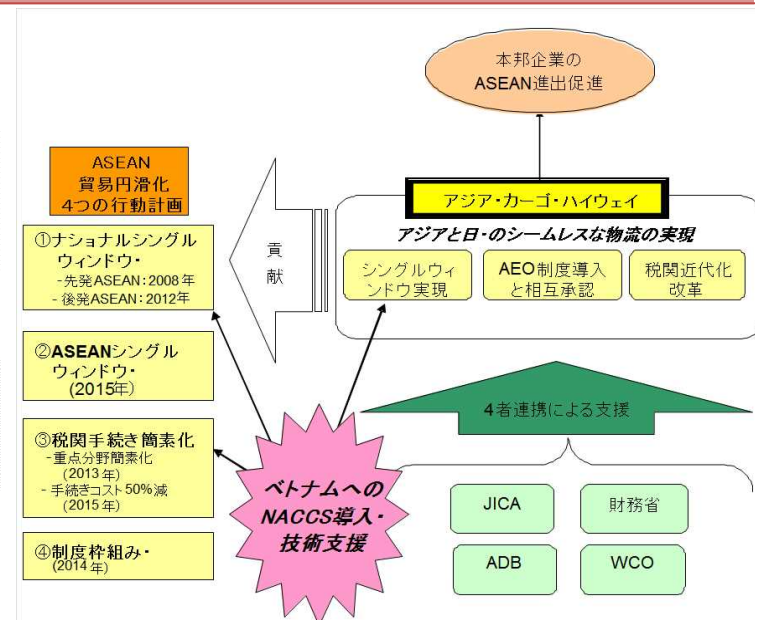 本邦企業の
ASEAN進出促進
ASEAN
貿易円滑化
4つの行動計画
アジア・カーゴ・ハイウェイ
アジアと日・のシームレスな物流の実現
シングルウィ
ンドウ実現
AEO制度導入
と相互承認
税関近代化
改革
貢
献
①ナショナルシングル
ウィンドウ・
-先発ASEAN:2008年
-後発ASEAN:2012年
②ASEANシングル
ウィンドウ・
(2015年)
③税関手続き簡素化
-重点分野簡素化
(2013年)
-手続きコスト50%減
(2015年)
④制度枠組み・
(2014年)
4者連携による支援
ベトナムへの
NACCS導入・
技術支援
JICA
財務省
ADB
WCO